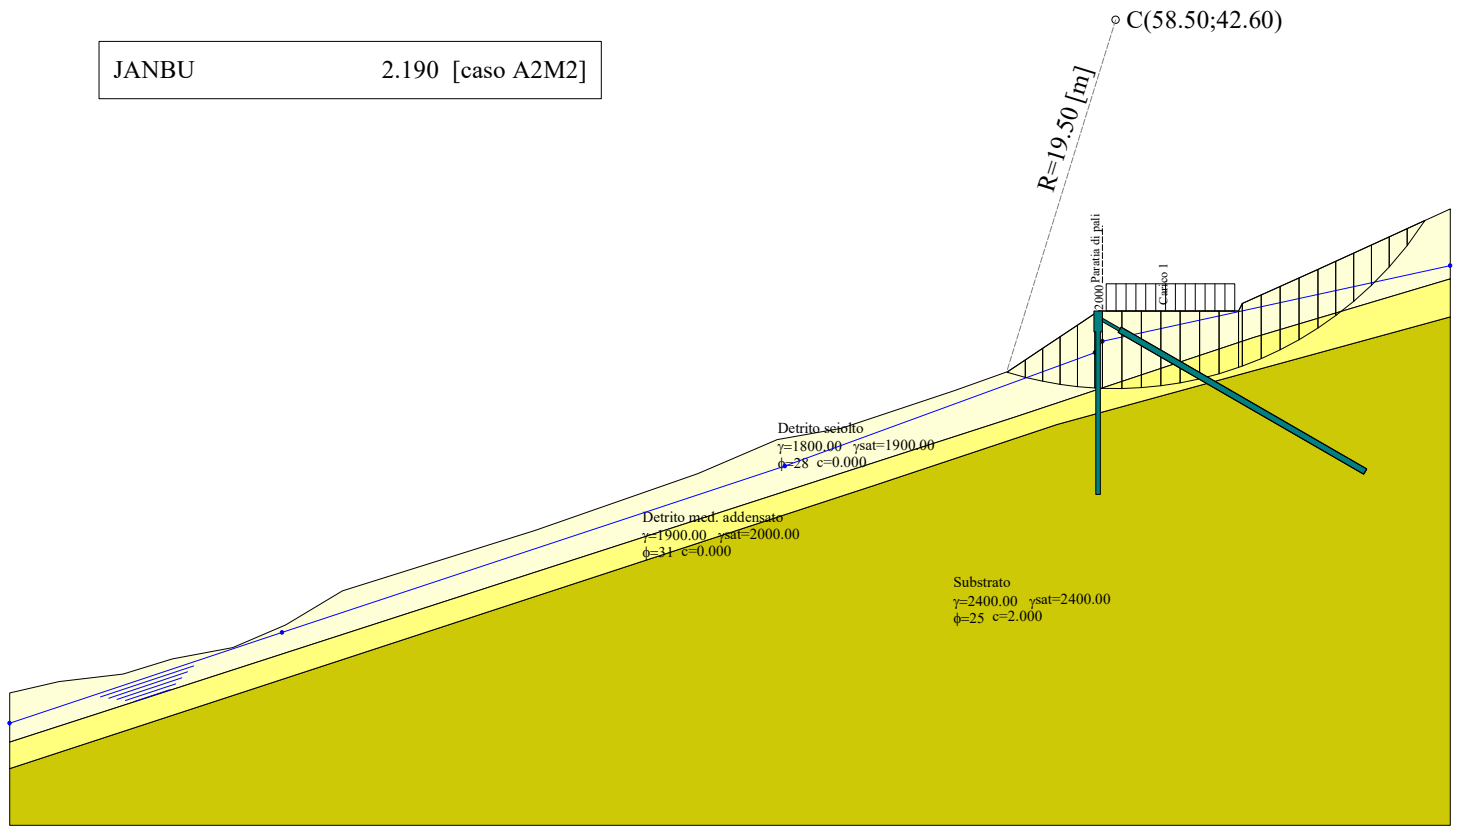 C(58.50;42.60)
JANBU 2.190 [caso A2M2]
R=19.50 [m]
Paratia di pali
2000
Carico 1
Detrito sciolto
γ=1800.00 γsat=1900.00
ϕ=28 c=0.000
Detrito med. addensato
γ=1900.00 γsat=2000.00
ϕ=31 c=0.000
Substrato
γ=2400.00 γsat=2400.00
ϕ=25 c=2.000